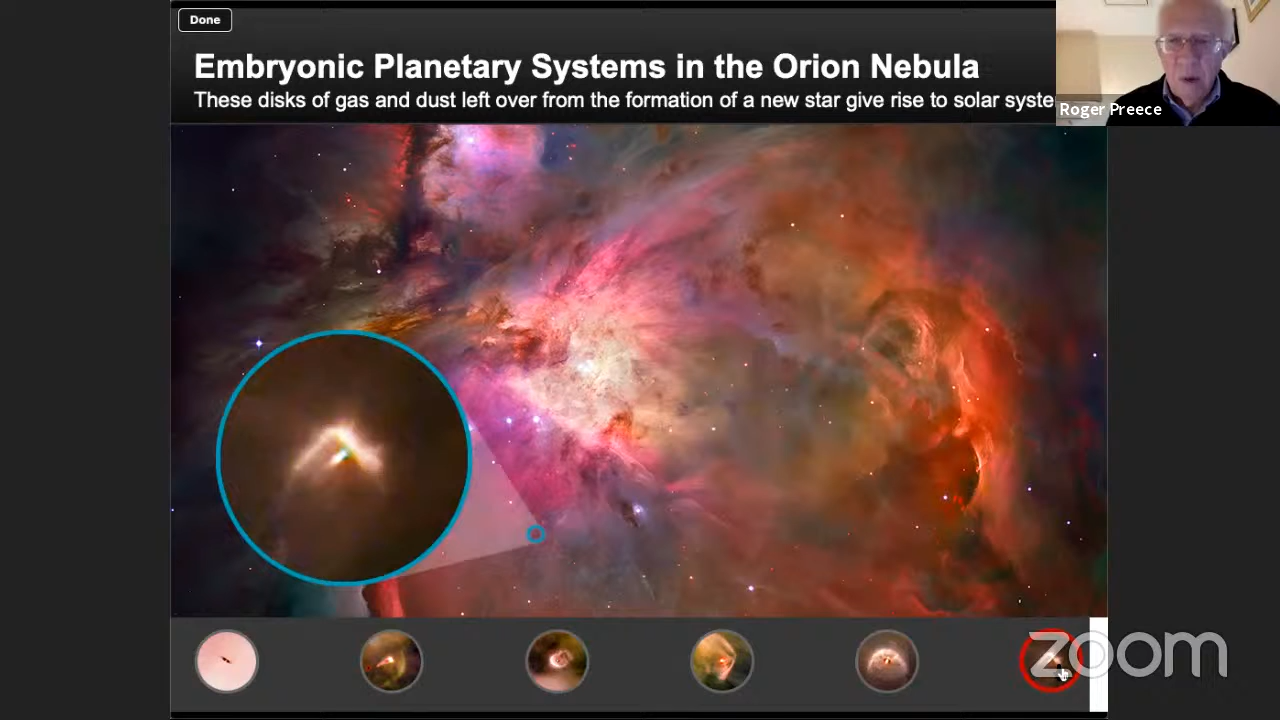 Done
Embryonic Planetary Systems in the Orion Nebula
These disks of gas and dust left over from the formation of a new star give rise to solar syste
Roger Preece
zoom